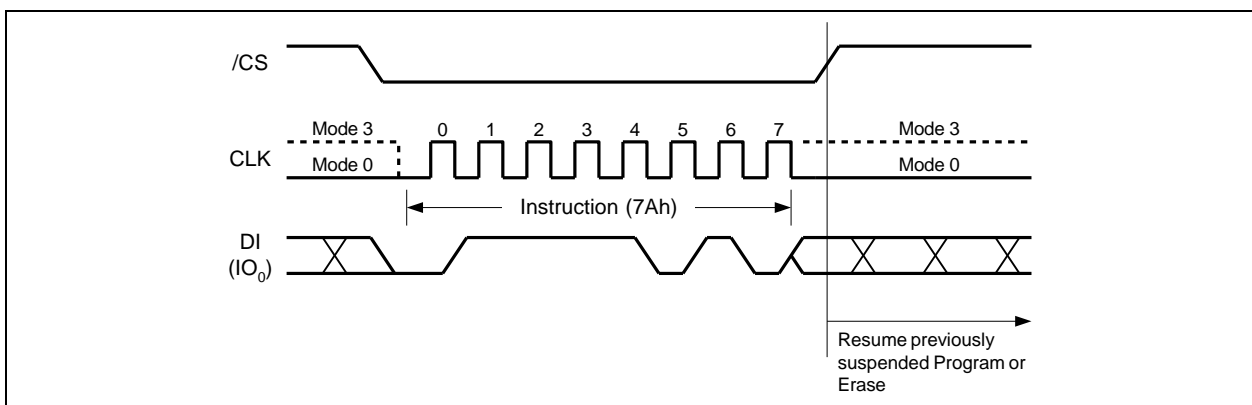 /CS
Mode 3 0 1 2 3 4 5 6 7 Mode 3
CLK
Mode 0 Mode 0
Instruction (7Ah)
DI
(IO0)
Resume previously
suspended Program or
Erase